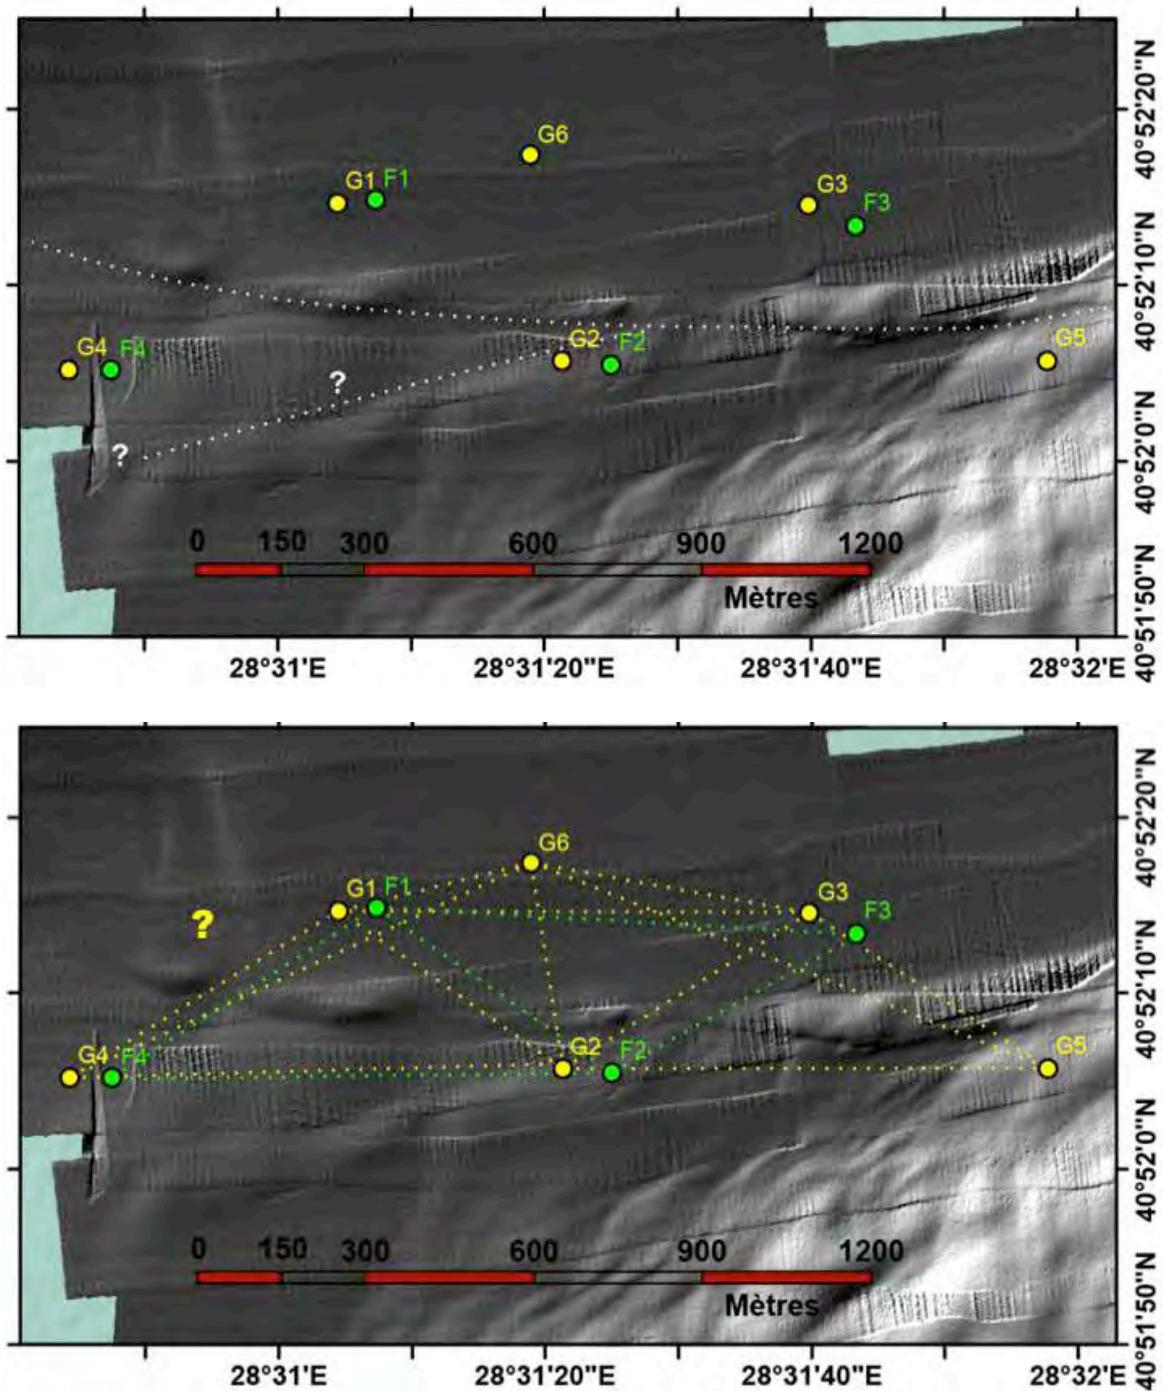 G6
G1 F1
G3
F3
G2 F2
G5
G4 F4
?
?
0 150 300 600 900 1200
Mètres
28°31'E 28°31'20"E 28°31'40"E 28°32'E
40°52'20"N
40°52'10"N
40°52'0"N
40°51'50"N
G6
G1 F1
G3
F3
?
G2 F2
G5
G4 F4
0 150 300 600 900 1200
Mètres
28°31'E 28°31'20"E 28°31'40"E 28°32'E
40°52'20"N
40°52'10"N
40°52'0"N
40°51'50"N